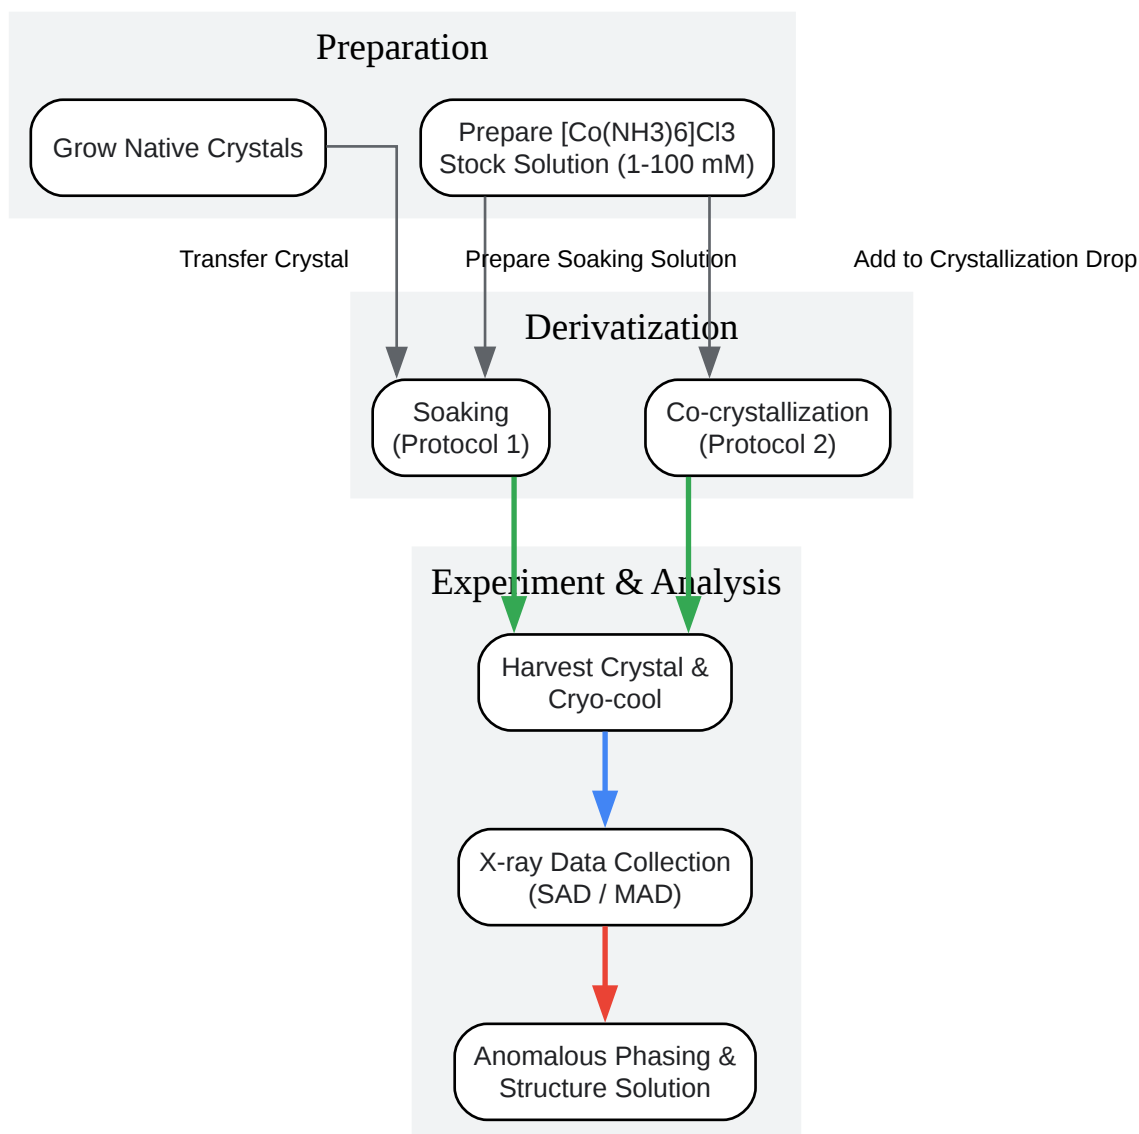 Preparation
Grow Native Crystals
Prepare [Co(NH3)6]Cl3
Stock Solution (1-100 mM)
Transfer Crystal
Prepare Soaking Solution
Add to Crystallization Drop
Derivatization
Soaking
(Protocol 1)
Co-crystallization
(Protocol 2)
Experiment & Analysis
Harvest Crystal &
Cryo-cool
X-ray Data Collection
(SAD / MAD)
Anomalous Phasing &
Structure Solution